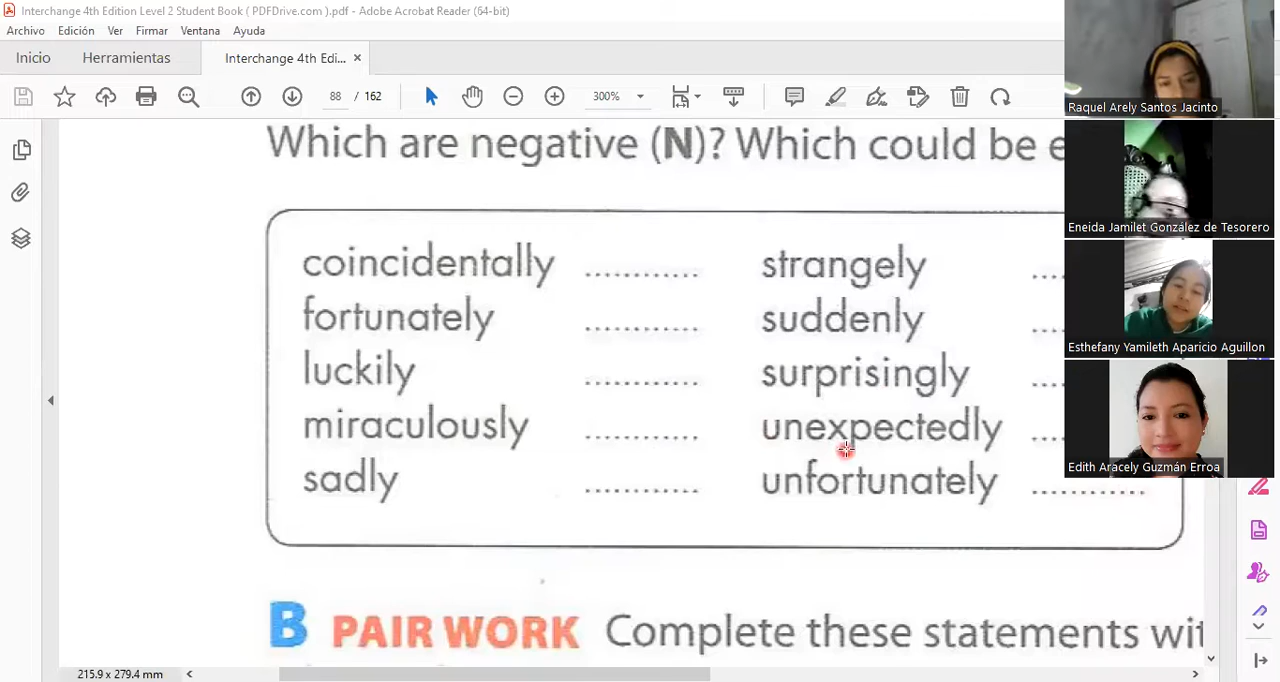 Interchange 4th Edition Level 2 Student Book ( PDFDrive.com ).pdf - Adobe Acrobat Reader (64-bit)
Archivo Edición Ver Firmar Ventana Ayuda
Inicio Herramientas Interchange 4th Edi... ×
88 / 162 300%
Which are negative (N)? Which could be e
coincidentally ............ strangely ....
fortunately ............ suddenly ....
luckily ............ surprisingly ....
miraculously ............ unexpectedly ....
sadly ............ unfortunately ............
B PAIR WORK Complete these statements wit
215.9 x 279.4 mm
Raquel Arely Santos Jacinto
Eneida Jamilet González de Tesorero
Esthefany Yamileth Aparicio Aguillon
Edith Aracely Guzmán Erroa